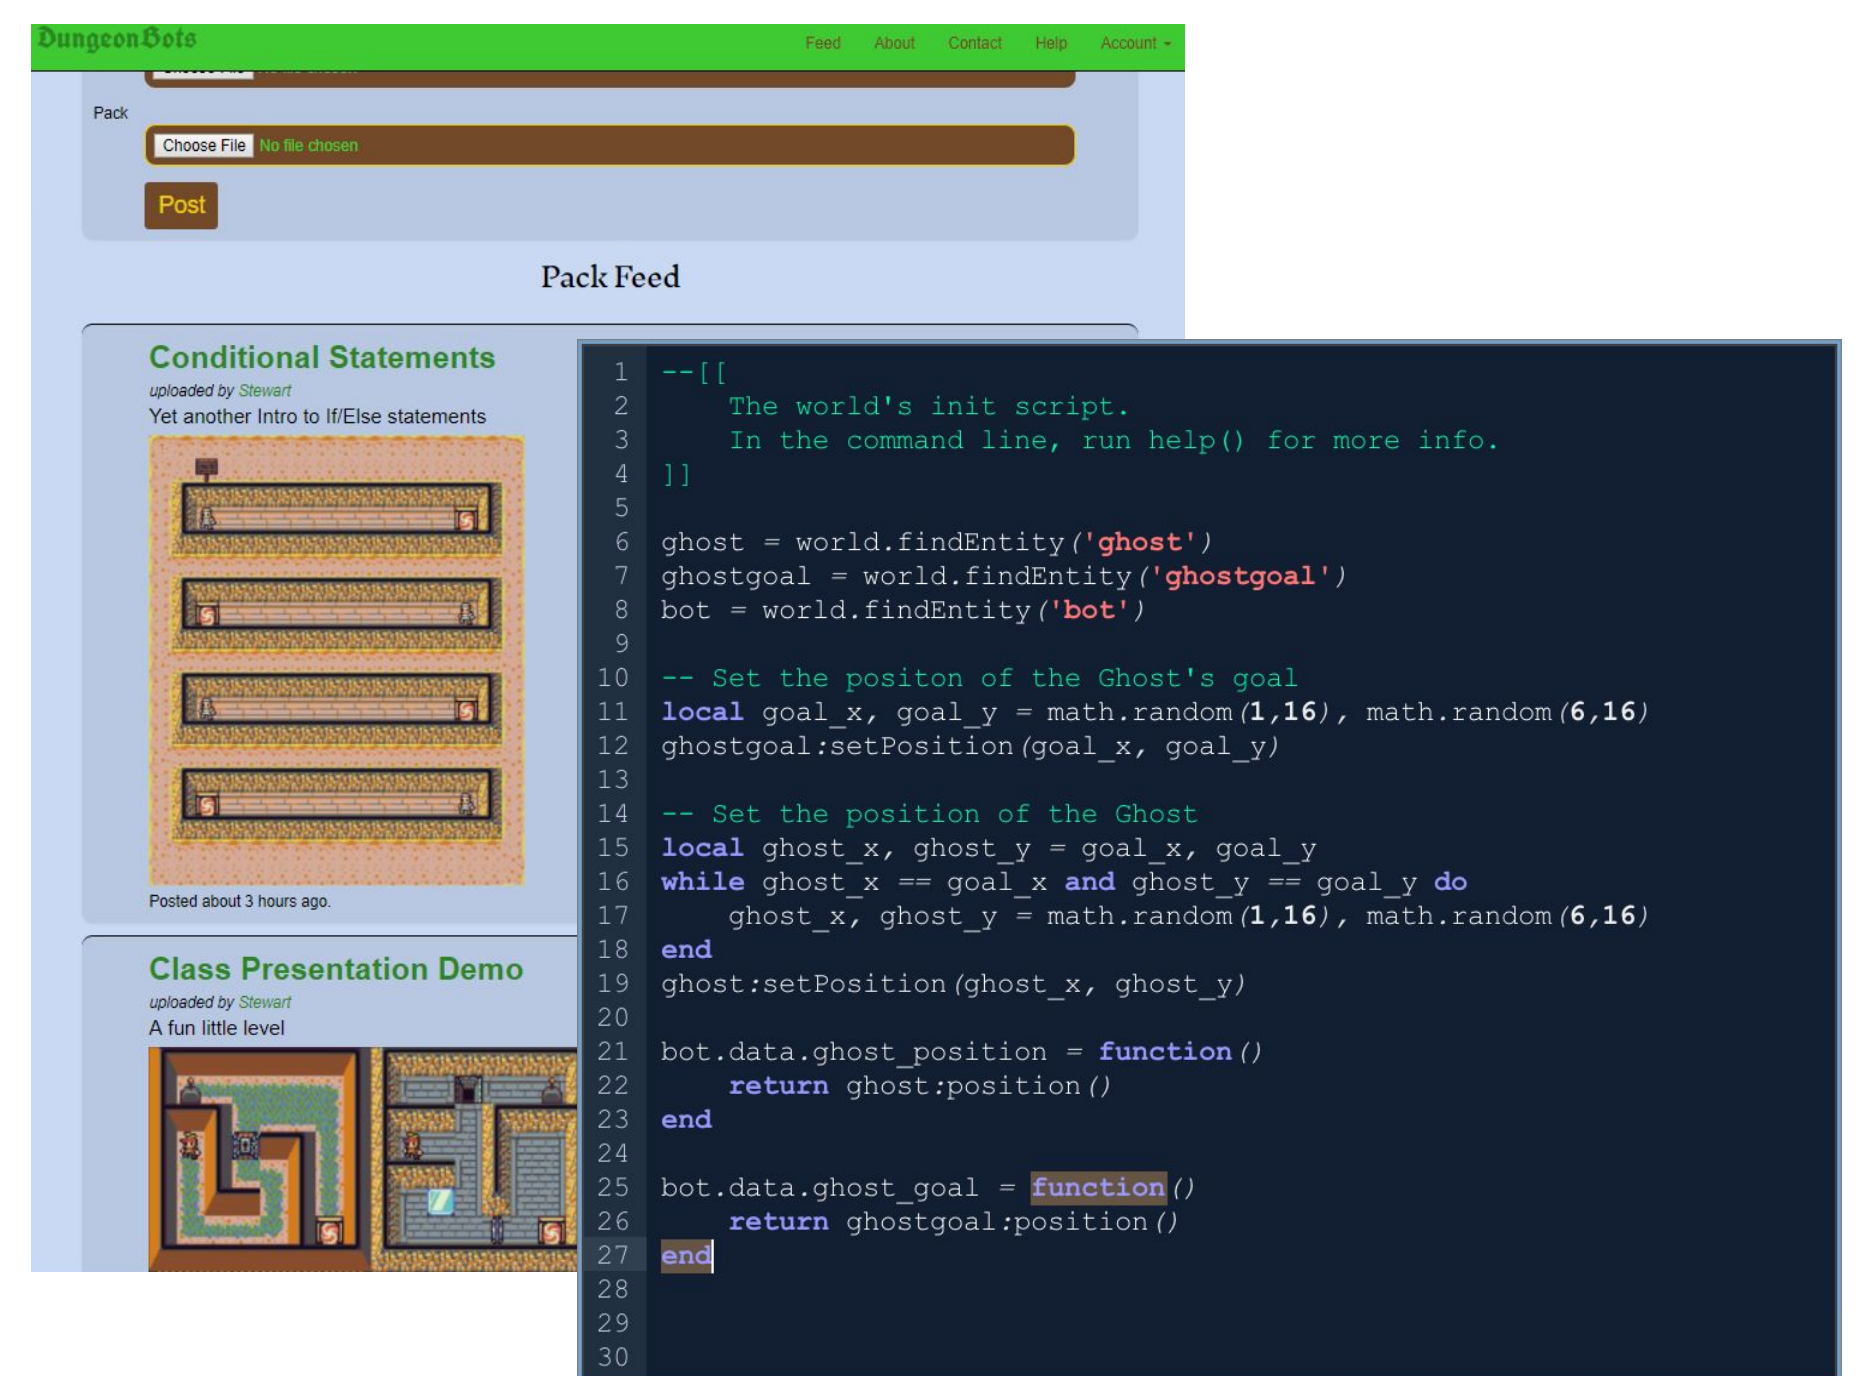 DungeonBots
Feed About Contact Help Account
Pack
Choose File No file chosen
Post
Pack Feed
Conditional Statements
uploaded by Stewart
Yet another Intro to If/Else statements
Posted about 3 hours ago.
Class Presentation Demo
uploaded by Stewart
A fun little level
1 --[[
2 The world's init script.
3 In the command line, run help() for more info.
4 ]]
5
6 ghost = world.findEntity('ghost')
7 ghostgoal = world.findEntity('ghostgoal')
8 bot = world.findEntity('bot')
9
10 -- Set the positon of the Ghost's goal
11 local goal_x, goal_y = math.random(1,16), math.random(6,16)
12 ghostgoal:setPosition(goal_x, goal_y)
13
14 -- Set the position of the Ghost
15 local ghost_x, ghost_y = goal_x, goal_y
16 while ghost_x == goal_x and ghost_y == goal_y do
17 ghost_x, ghost_y = math.random(1,16), math.random(6,16)
18 end
19 ghost:setPosition(ghost_x, ghost_y)
20
21 bot.data.ghost_position = function()
22 return ghost:position()
23 end
24
25 bot.data.ghost_goal = function()
26 return ghostgoal:position()
27 end
28
29
30